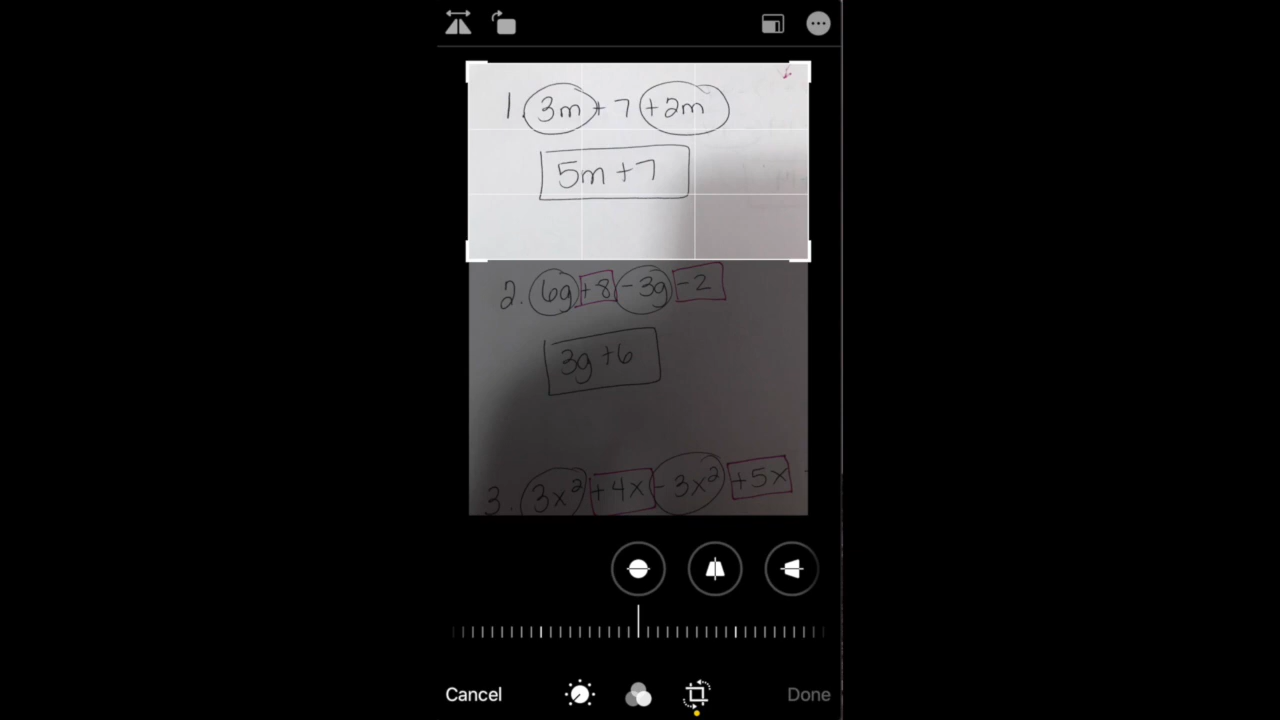 1. 3m + 7 + 2m
5m + 7
2. 6g + 8 - 3g - 2
3g + 6
3. 3x² + 4x - 3x² + 5x
Cancel
Done